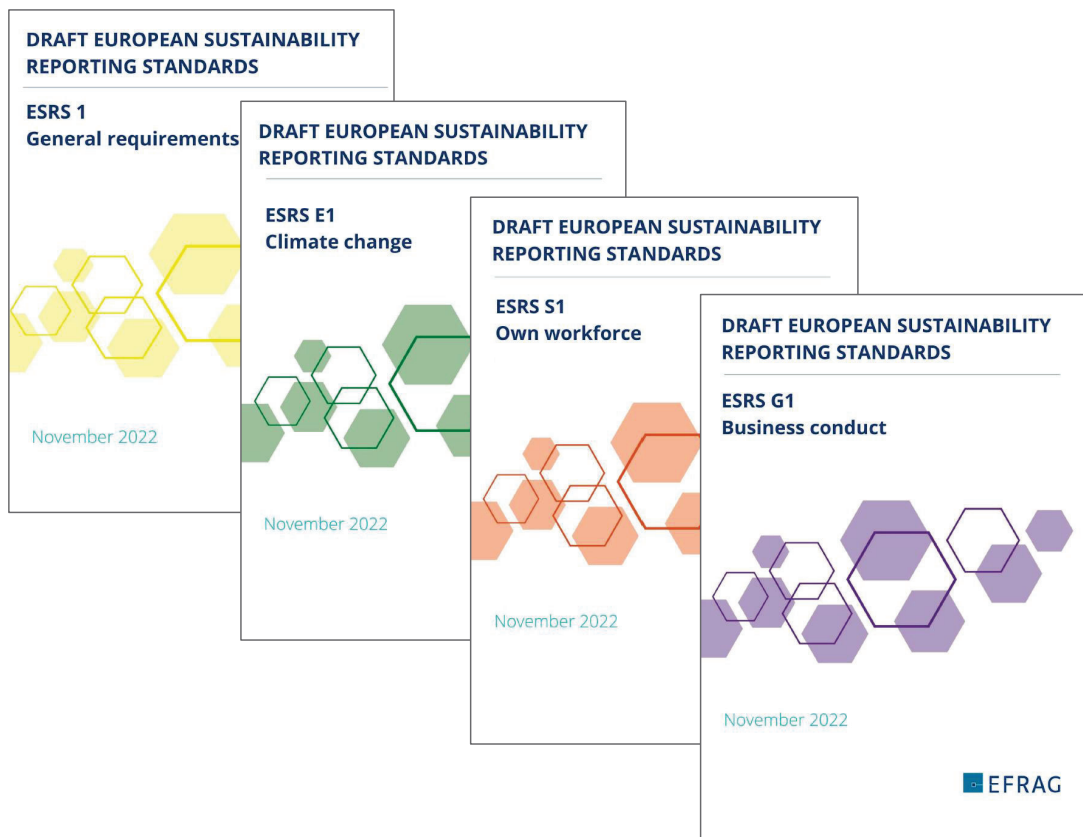 DRAFT EUROPEAN SUSTAINABILITY
REPORTING STANDARDS
ESRS 1
General requirements
November 2022
DRAFT EUROPEAN SUSTAINABILITY
REPORTING STANDARDS
ESRS E1
Climate change
November 2022
DRAFT EUROPEAN SUSTAINABILITY
REPORTING STANDARDS
ESRS S1
Own workforce
November 2022
DRAFT EUROPEAN SUSTAINABILITY
REPORTING STANDARDS
ESRS G1
Business conduct
November 2022
EFRAG